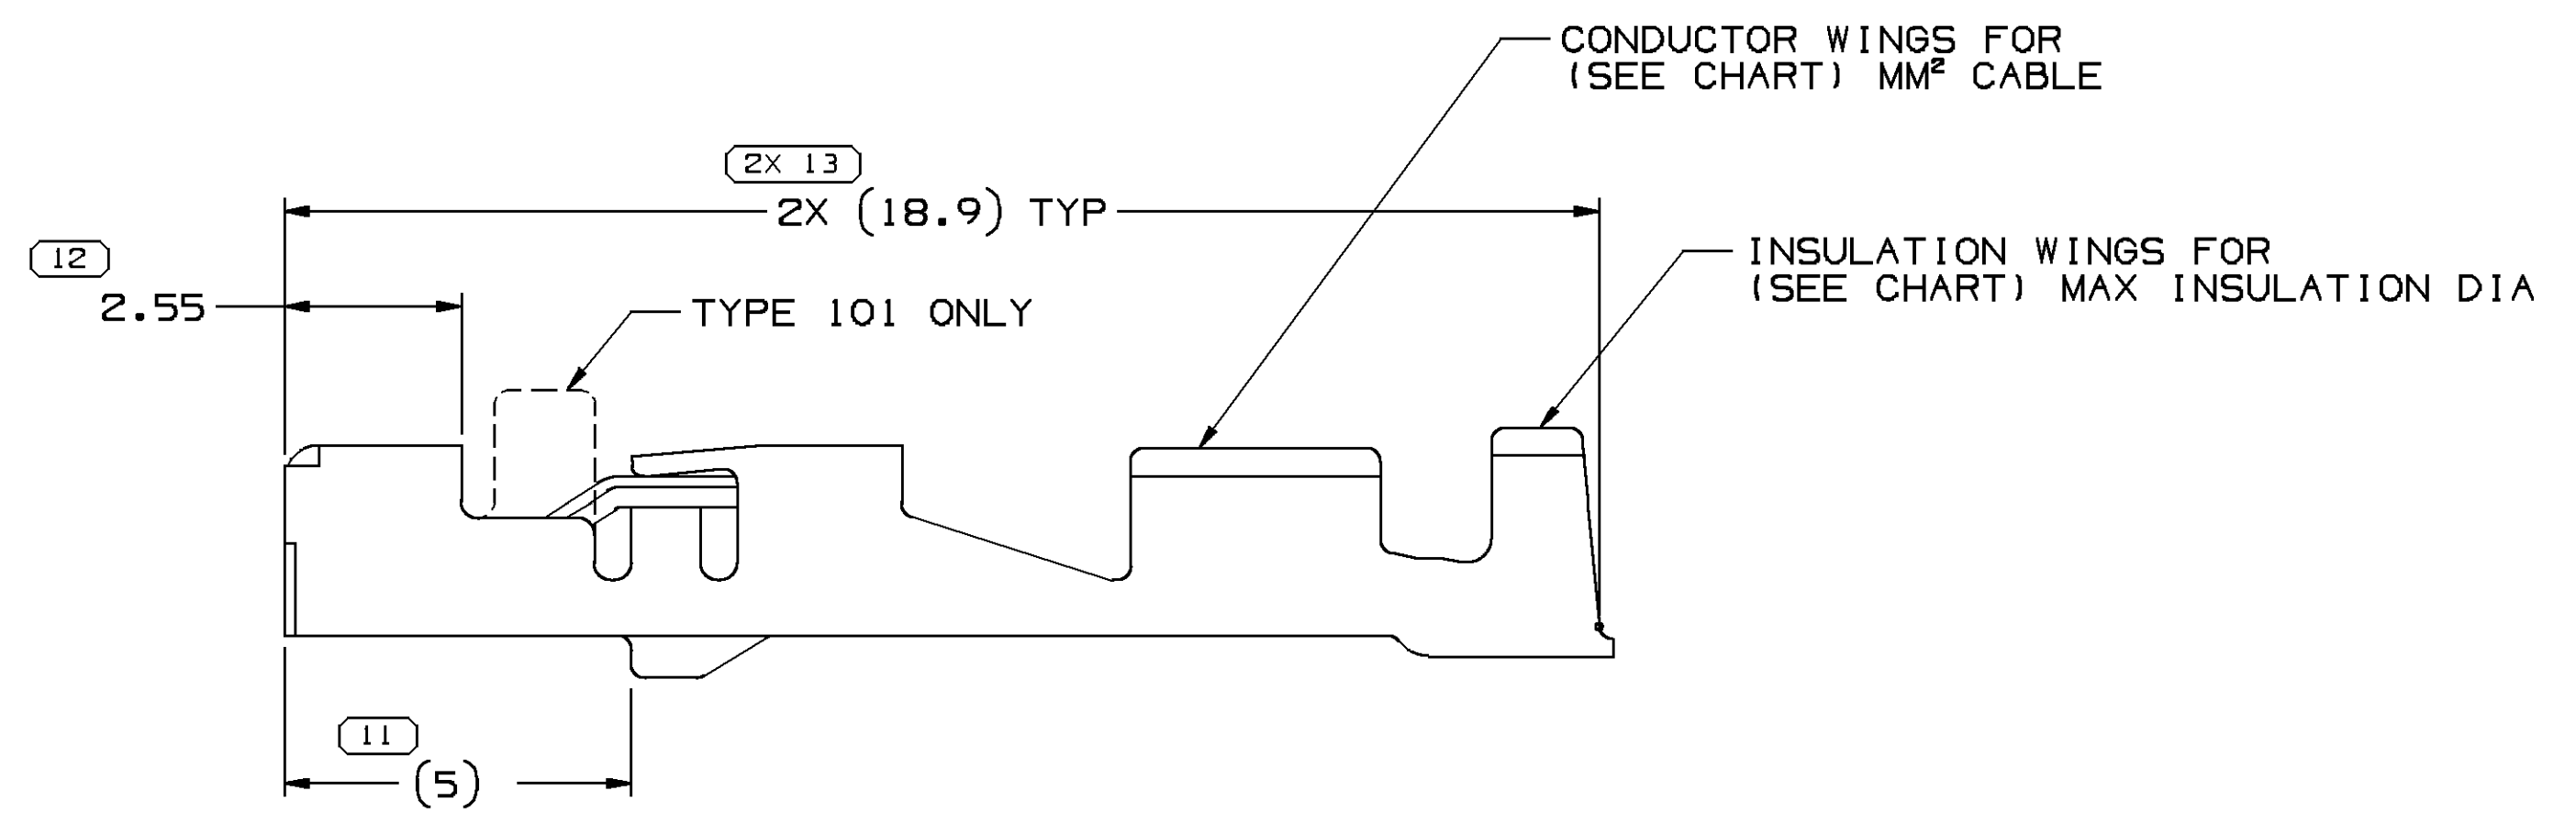 CONDUCTOR WINGS FOR
(SEE CHART) MM² CABLE
2X 13
2X (18.9) TYP
12
2.55
INSULATION WINGS FOR
(SEE CHART) MAX INSULATION DIA
TYPE 101 ONLY
11
(5)